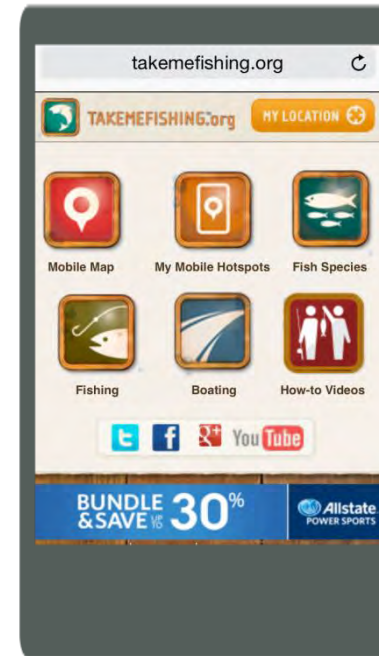 takemefishing.org
TAKEMEFISHING.org
MY LOCATION
Mobile Map
My Mobile Hotspots
Fish Species
Fishing
Boating
How-to Videos
t f g+ You Tube
BUNDLE
& SAVE UP TO 30%
Allstate
POWER SPORTS